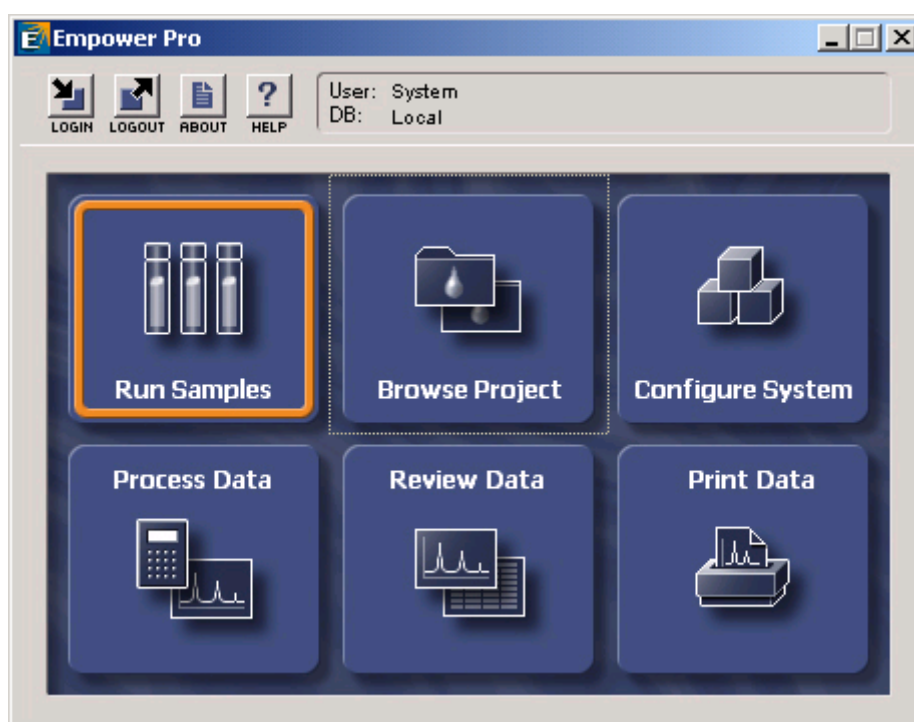 Empower Pro
User: System
DB: Local
LOGIN LOGOUT ABOUT HELP
Run Samples
Browse Project
Configure System
Process Data
Review Data
Print Data